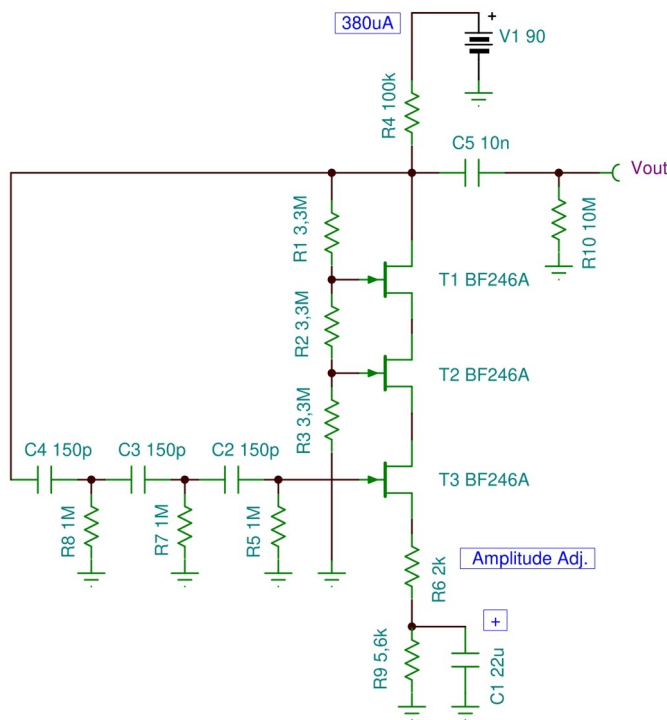 380uA
+
V1 90
R4 100k
C5 10n
Vout
R1 3,3M
R10 10M
T1 BF246A
R2 3,3M
T2 BF246A
R3 3,3M
C4 150p
C3 150p
C2 150p
T3 BF246A
R8 1M
R7 1M
R5 1M
Amplitude Adj.
R6 2k
+
R9 5,6k
C1 22u